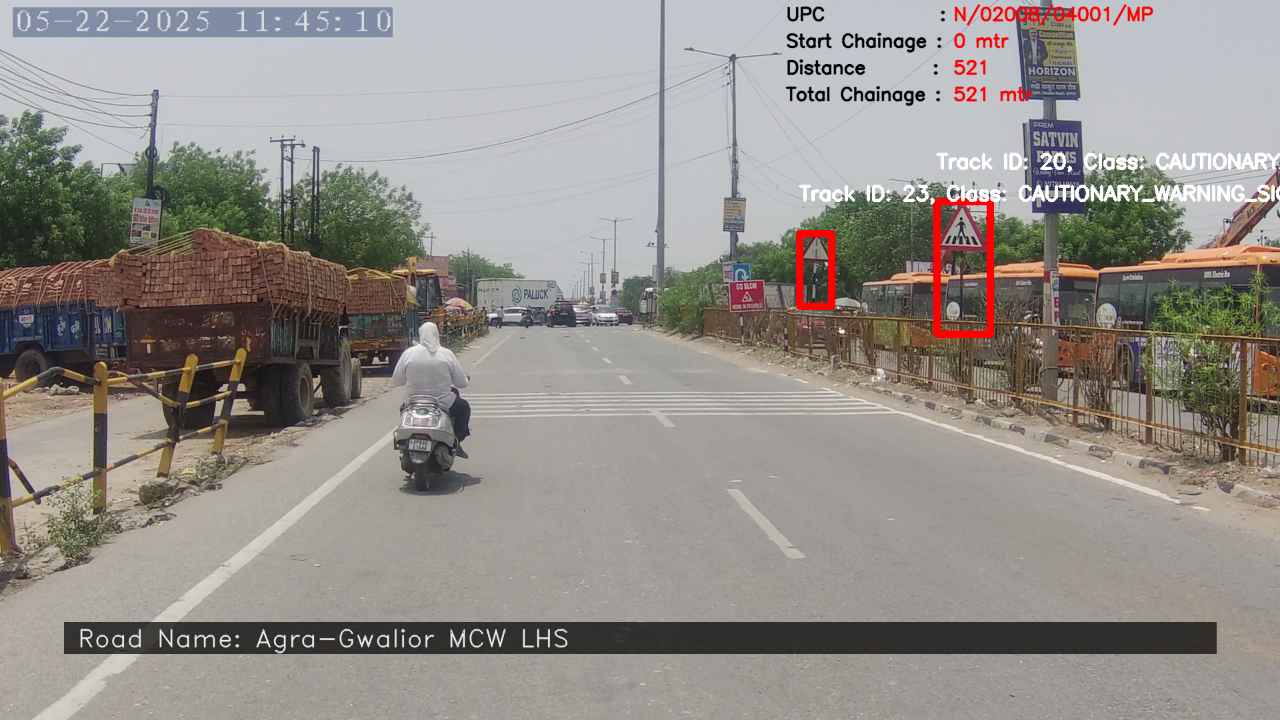 05-22-2025 11:45:10
UPC : N/02008/04001/MP
Start Chainage : 0 mtr
Distance : 521
Total Chainage : 521 mtr
Competition
HORIZON
SATVIN
Track ID: 20, Class: CAUTIONARY
Track ID: 23, Class: CAUTIONARY_WARNING_SIG
PALUCK
GO SLOW
Road Name: Agra-Gwalior MCW LHS